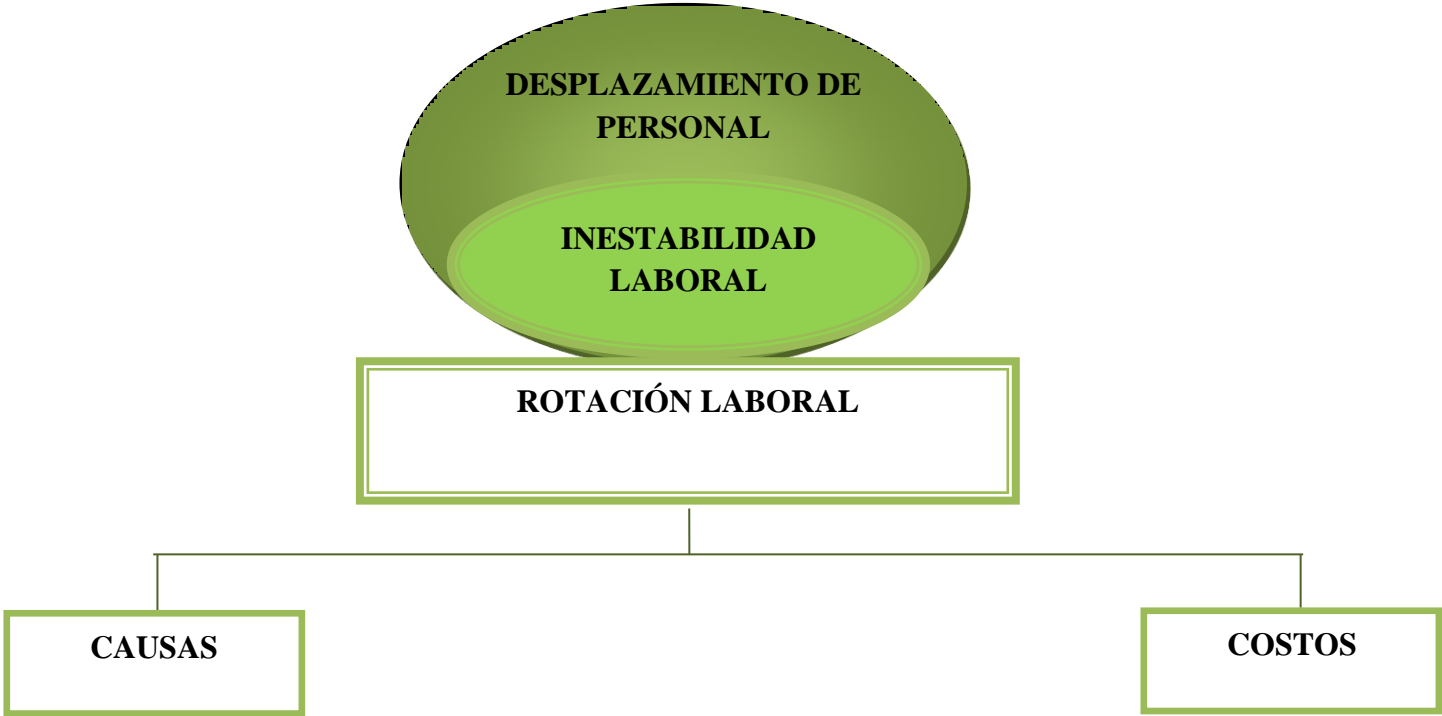 DESPLAZAMIENTO DE
PERSONAL
INESTABILIDAD
LABORAL
ROTACIÓN LABORAL
CAUSAS
COSTOS